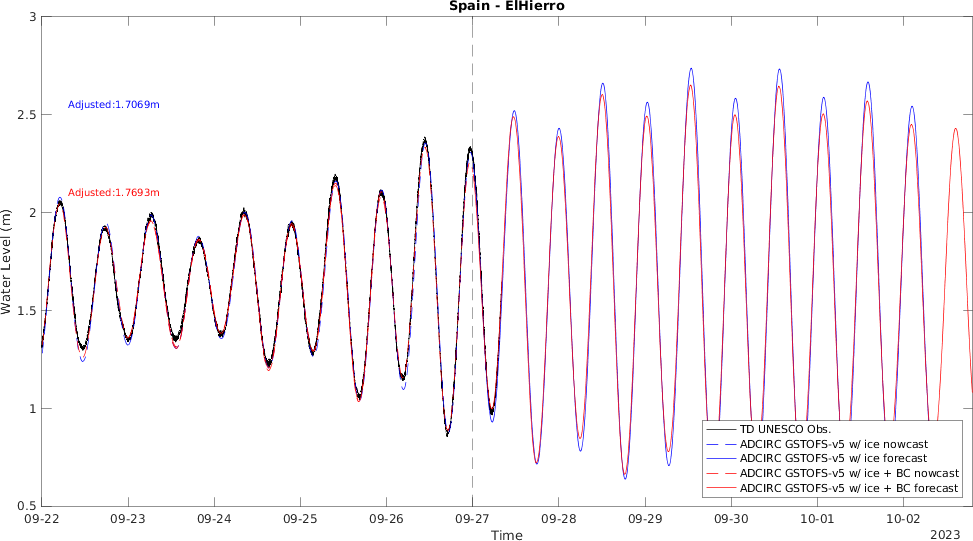 Spain - ElHierro
3
2.5
2
1.5
1
0.5
Water Level (m)
Adjusted:1.7069m
Adjusted:1.7693m
TD UNESCO Obs.
ADCIRC GSTOFS-v5 w/ ice nowcast
ADCIRC GSTOFS-v5 w/ ice forecast
ADCIRC GSTOFS-v5 w/ ice + BC nowcast
ADCIRC GSTOFS-v5 w/ ice + BC forecast
09-22 09-23 09-24 09-25 09-26 09-27 09-28 09-29 09-30 10-01 10-02
Time
2023